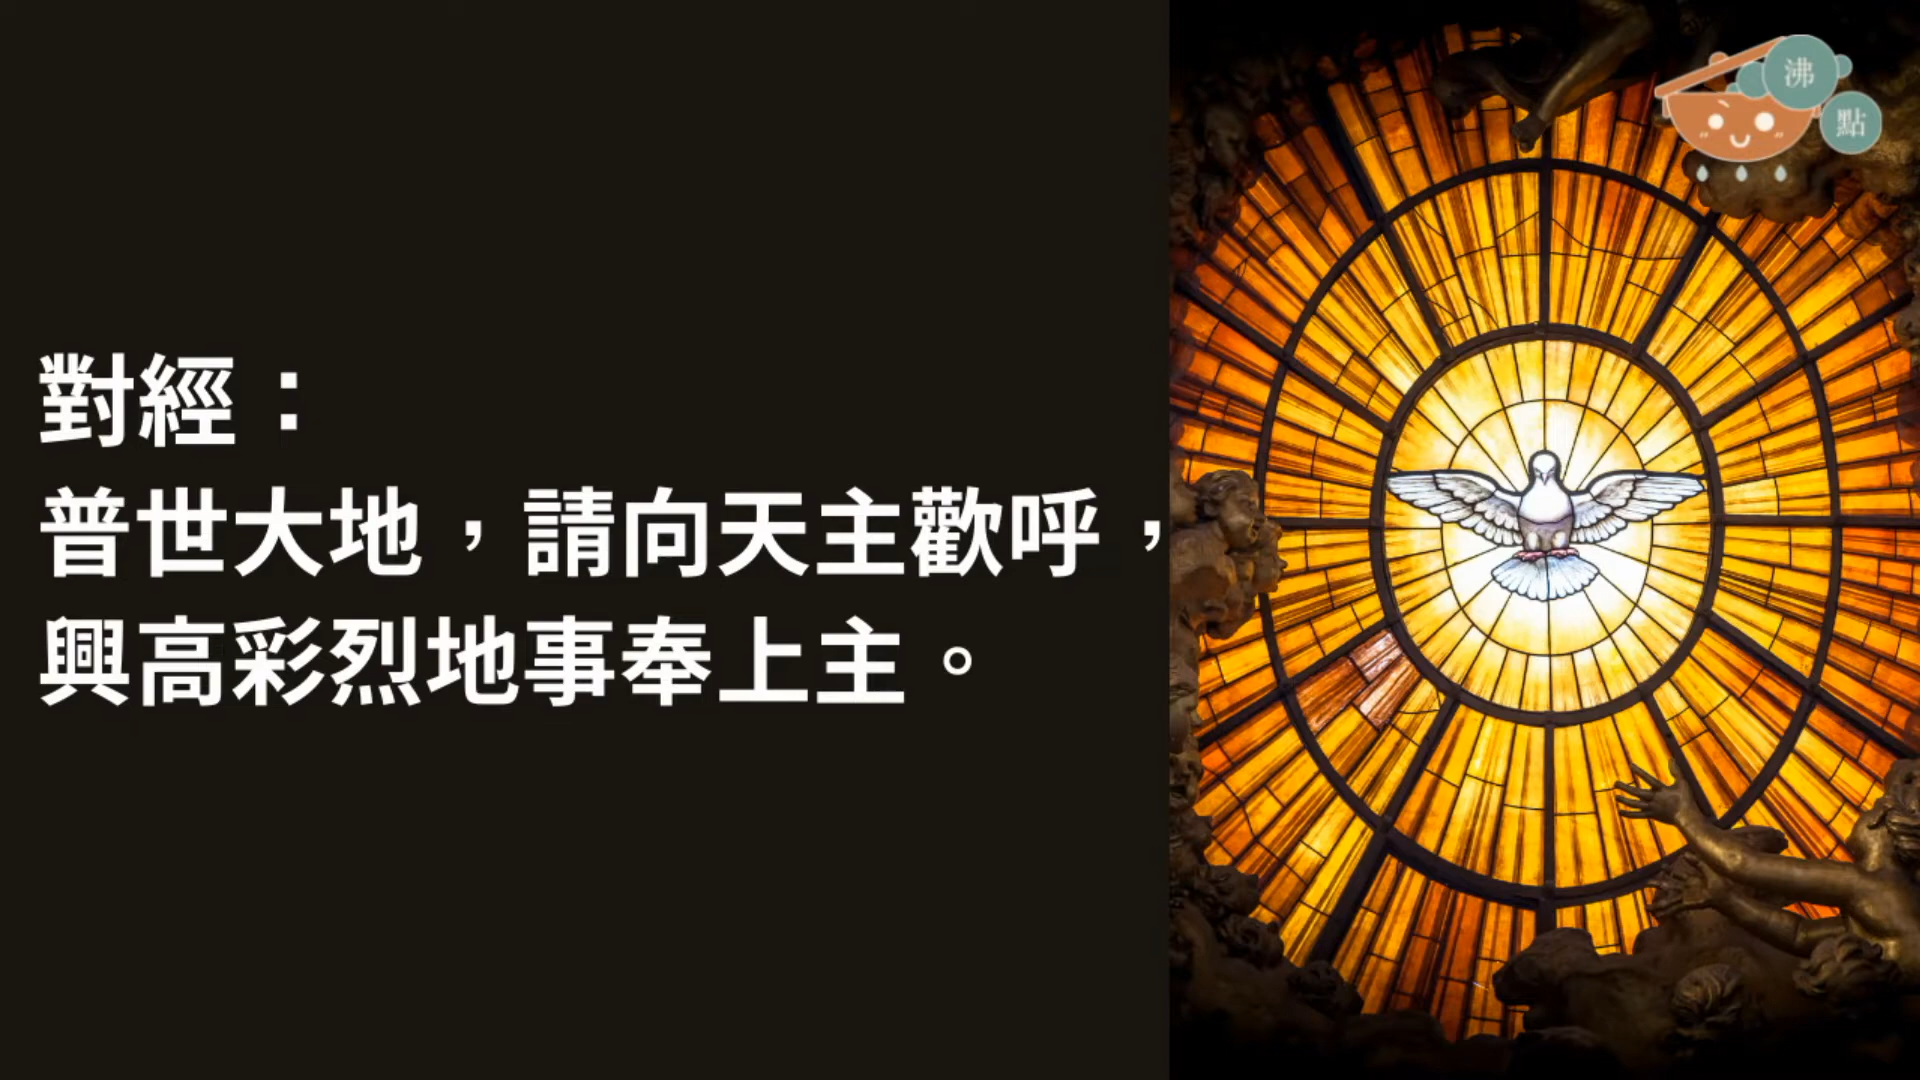 對經：
普世大地，請向天主歡呼，
興高彩烈地事奉上主。
沸
點